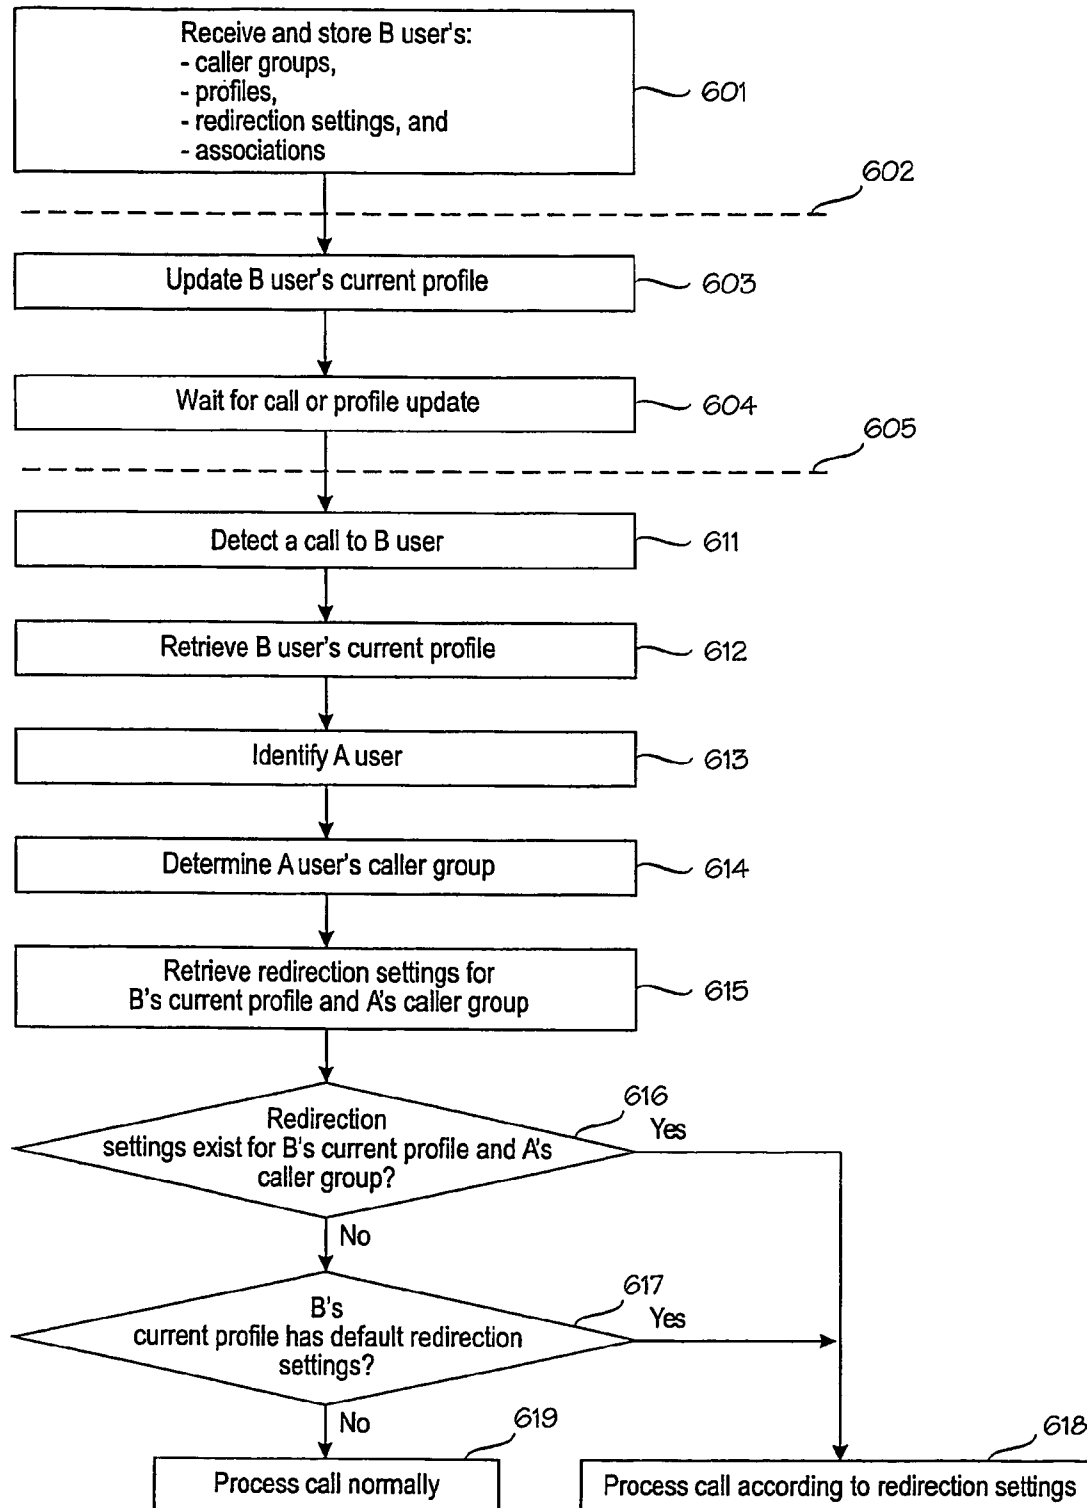 Receive and store B user's:
- caller groups,
- profiles,
- redirection settings, and
- associations
601
602
Update B user's current profile
603
Wait for call or profile update
604
605
Detect a call to B user
611
Retrieve B user's current profile
612
Identify A user
613
Determine A user's caller group
614
Retrieve redirection settings for
B's current profile and A's caller group
615
616
Redirection
Yes
settings exist for B's current profile and A's
caller group?
No
617
B's
Yes
current profile has default redirection
settings?
No
619
618
Process call normally
Process call according to redirection settings